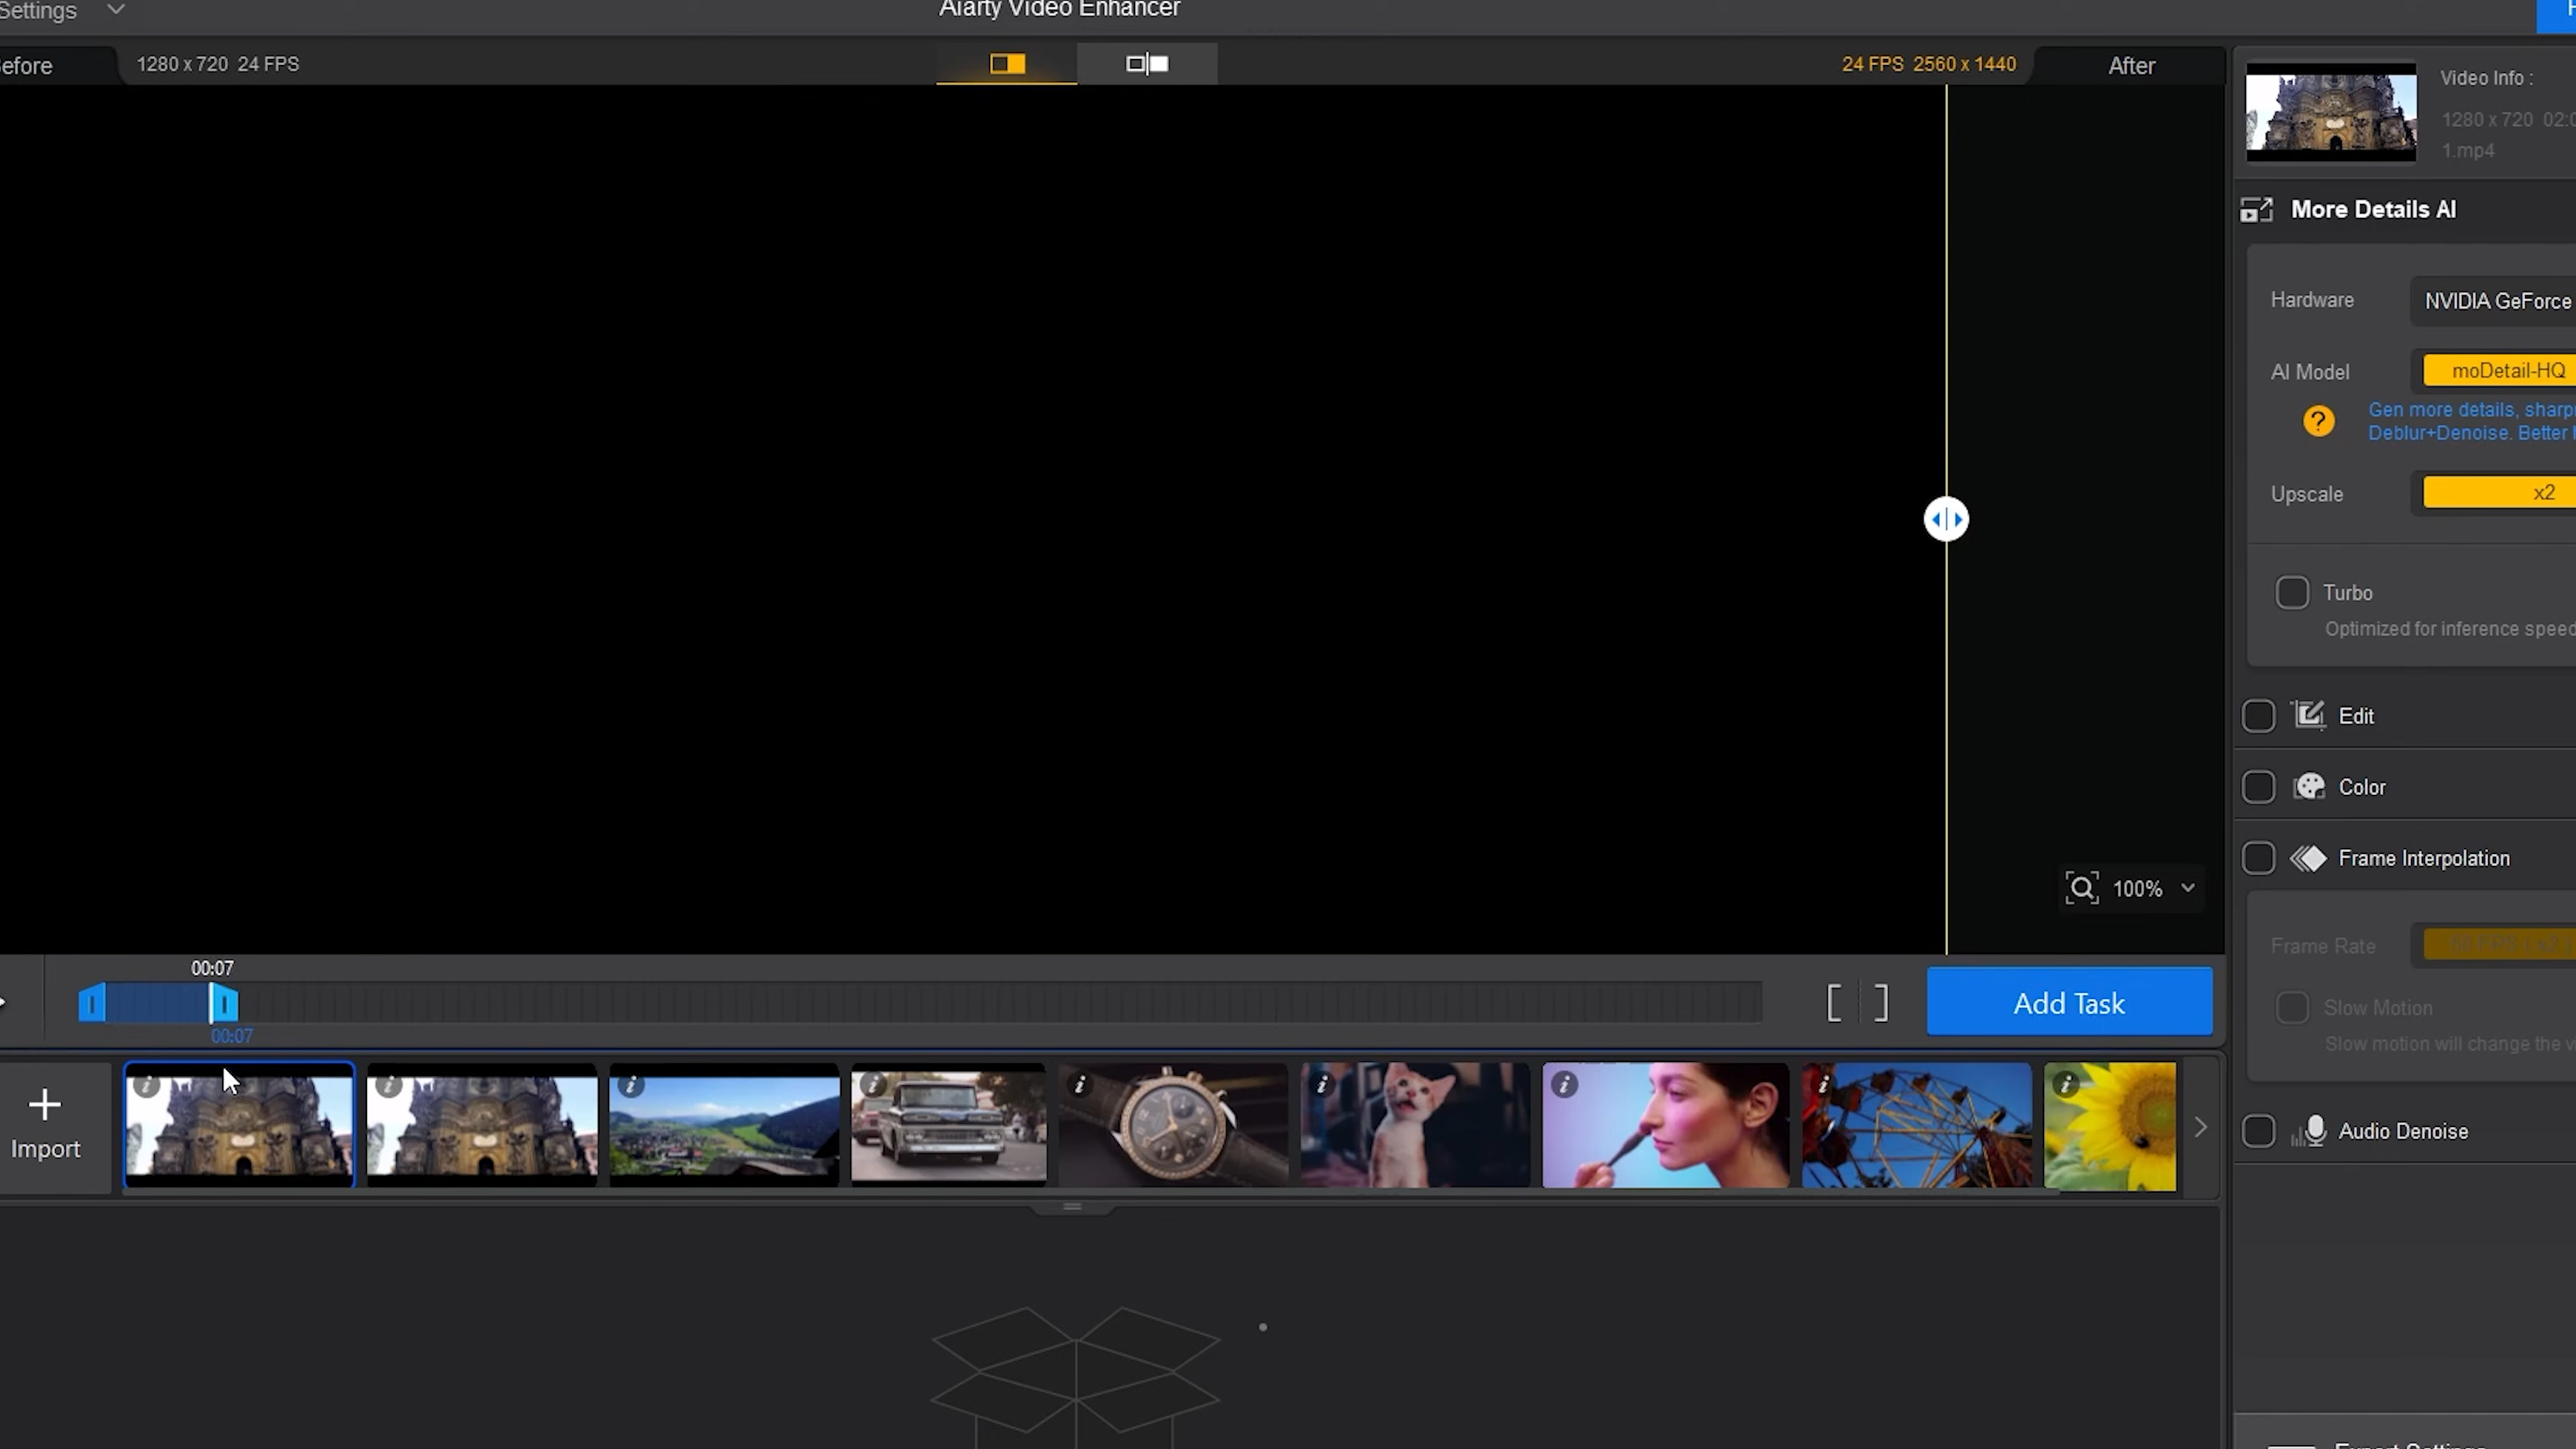 Settings
Aiarty Video Enhancer
efore
1280 x 720 24 FPS
24 FPS 2560 x 1440
After
Video Info :
1280 x 720 02:0
1.mp4
More Details AI
Hardware
NVIDIA GeForce
AI Model
moDetail-HQ
?
Gen more details, sharp
Deblur+Denoise. Better
Upscale
x2
Turbo
Optimized for inference speed
Edit
Color
100%
Frame Interpolation
Frame Rate
Slow Motion
Slow motion will change the vi
Audio Denoise
00:07
00:07
Add Task
Import